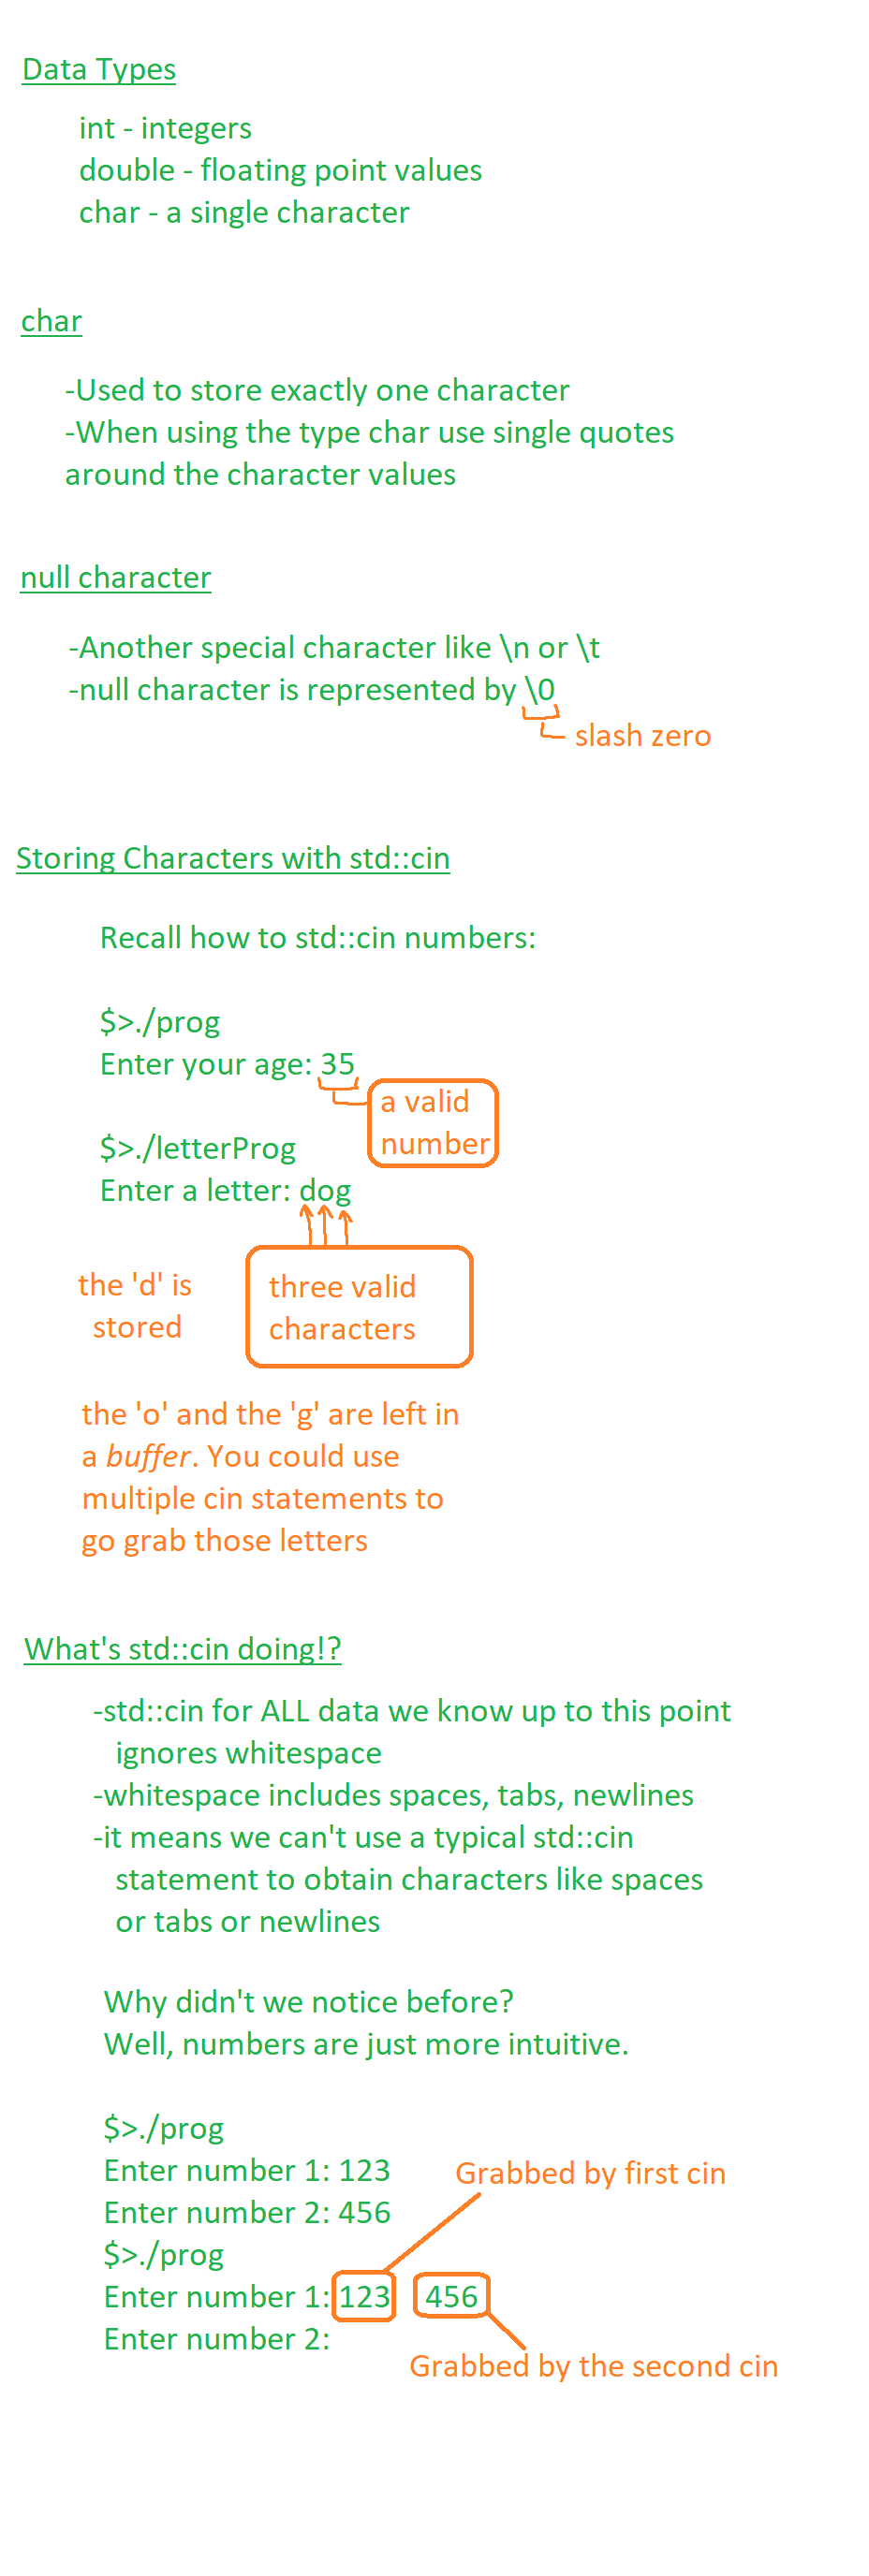 Data Types
int - integers
double - floating point values
char - a single character
char
-Used to store exactly one character
-When using the type char use single quotes
around the character values
null character
-Another special character like \n or \t
-null character is represented by \0
slash zero
Storing Characters with std::cin
Recall how to std::cin numbers:
$>./prog
Enter your age: 35
a valid
number
$>./letterProg
Enter a letter: dog
the 'd' is
stored
three valid
characters
the 'o' and the 'g' are left in
a buffer. You could use
multiple cin statements to
go grab those letters
What's std::cin doing!?
-std::cin for ALL data we know up to this point
ignores whitespace
-whitespace includes spaces, tabs, newlines
-it means we can't use a typical std::cin
statement to obtain characters like spaces
or tabs or newlines
Why didn't we notice before?
Well, numbers are just more intuitive.
$>./prog
Enter number 1: 123
Grabbed by first cin
Enter number 2: 456
$>./prog
Enter number 1: 123 456
Enter number 2:
Grabbed by the second cin